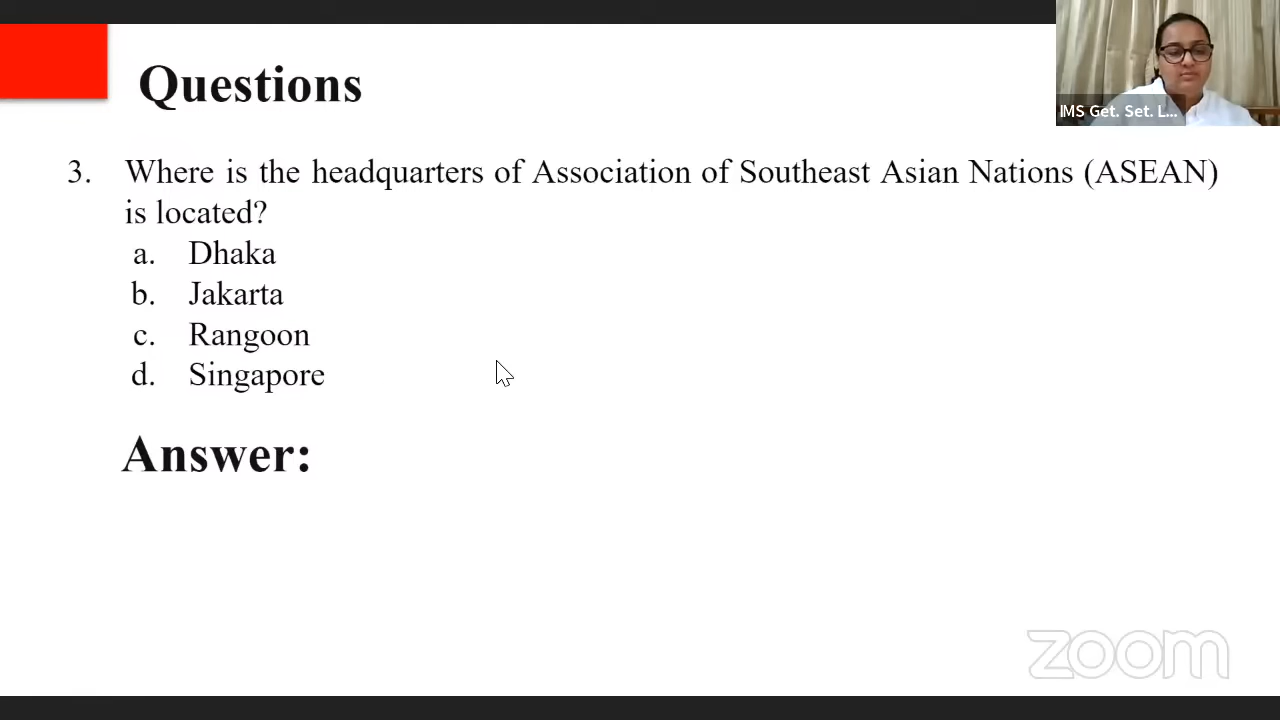 Questions
IMS Get. Set. L...
3. Where is the headquarters of Association of Southeast Asian Nations (ASEAN)
is located?
a. Dhaka
b. Jakarta
c. Rangoon
d. Singapore
Answer:
zoom